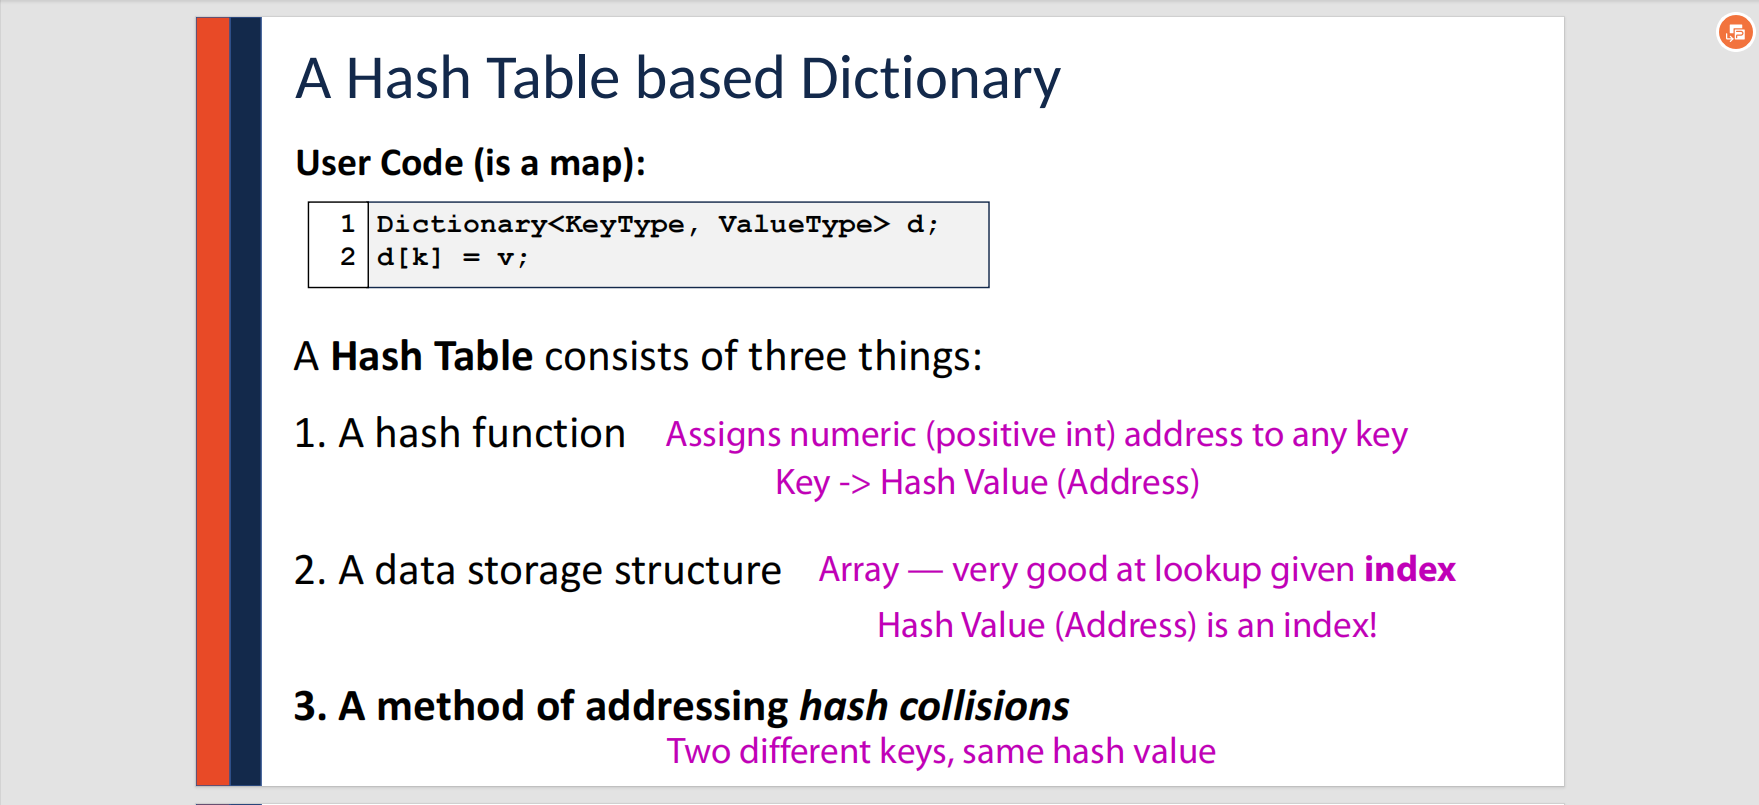 A Hash Table based Dictionary
User Code (is a map):
1 Dictionary<KeyType, ValueType> d;
2 d[k] = v;
A Hash Table consists of three things:
1. A hash function Assigns numeric (positive int) address to any key
Key -> Hash Value (Address)
2. A data storage structure Array — very good at lookup given index
Hash Value (Address) is an index!
3. A method of addressing hash collisions
Two different keys, same hash value